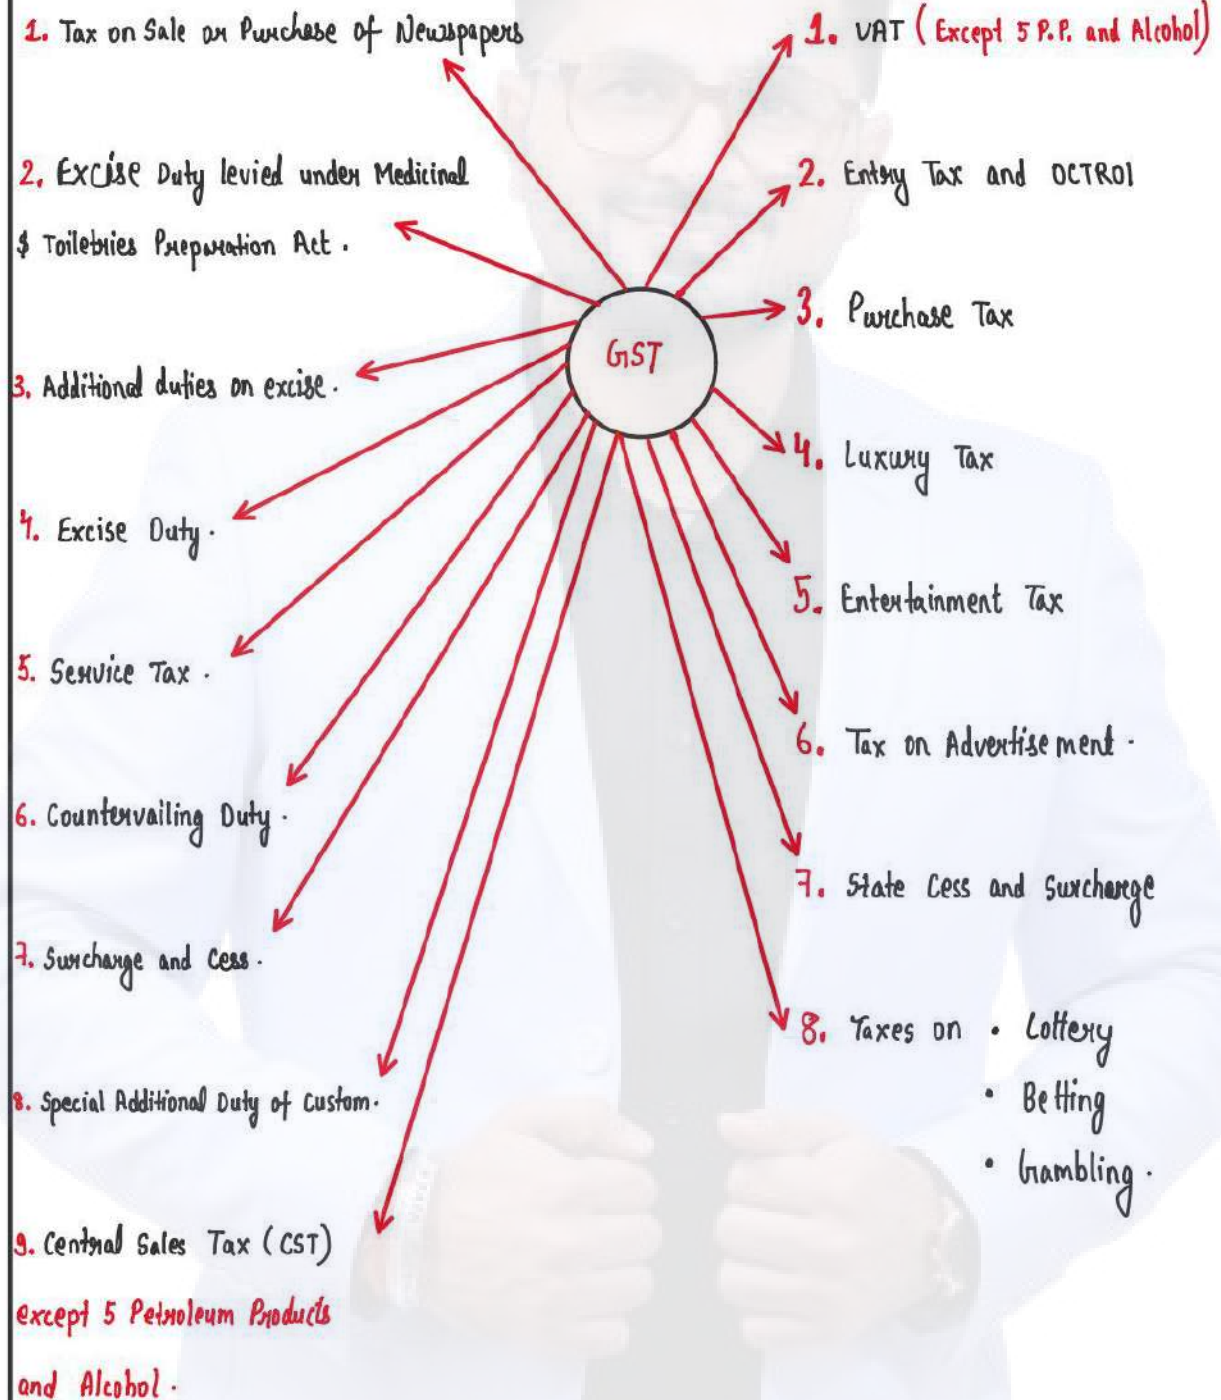 1. Tax on Sale or Purchase of Newspapers
2. Excise Duty levied under Medicinal
$ Toiletries Preparation Act.
3. Additional duties on excise.
4. Excise Duty.
5. Service Tax.
6. Countervailing Duty.
7. Surcharge and Cess.
8. Special Additional Duty of Custom.
9. Central Sales Tax (CST)
except 5 Petroleum Products
and Alcohol.
GST
1. VAT (Except 5 P.P. and Alcohol)
2. Entry Tax and OCTROI
3. Purchase Tax
4. Luxury Tax
5. Entertainment Tax
6. Tax on Advertisement.
7. State Cess and Surcharge
8. Taxes on • Lottery
• Betting
• Gambling.